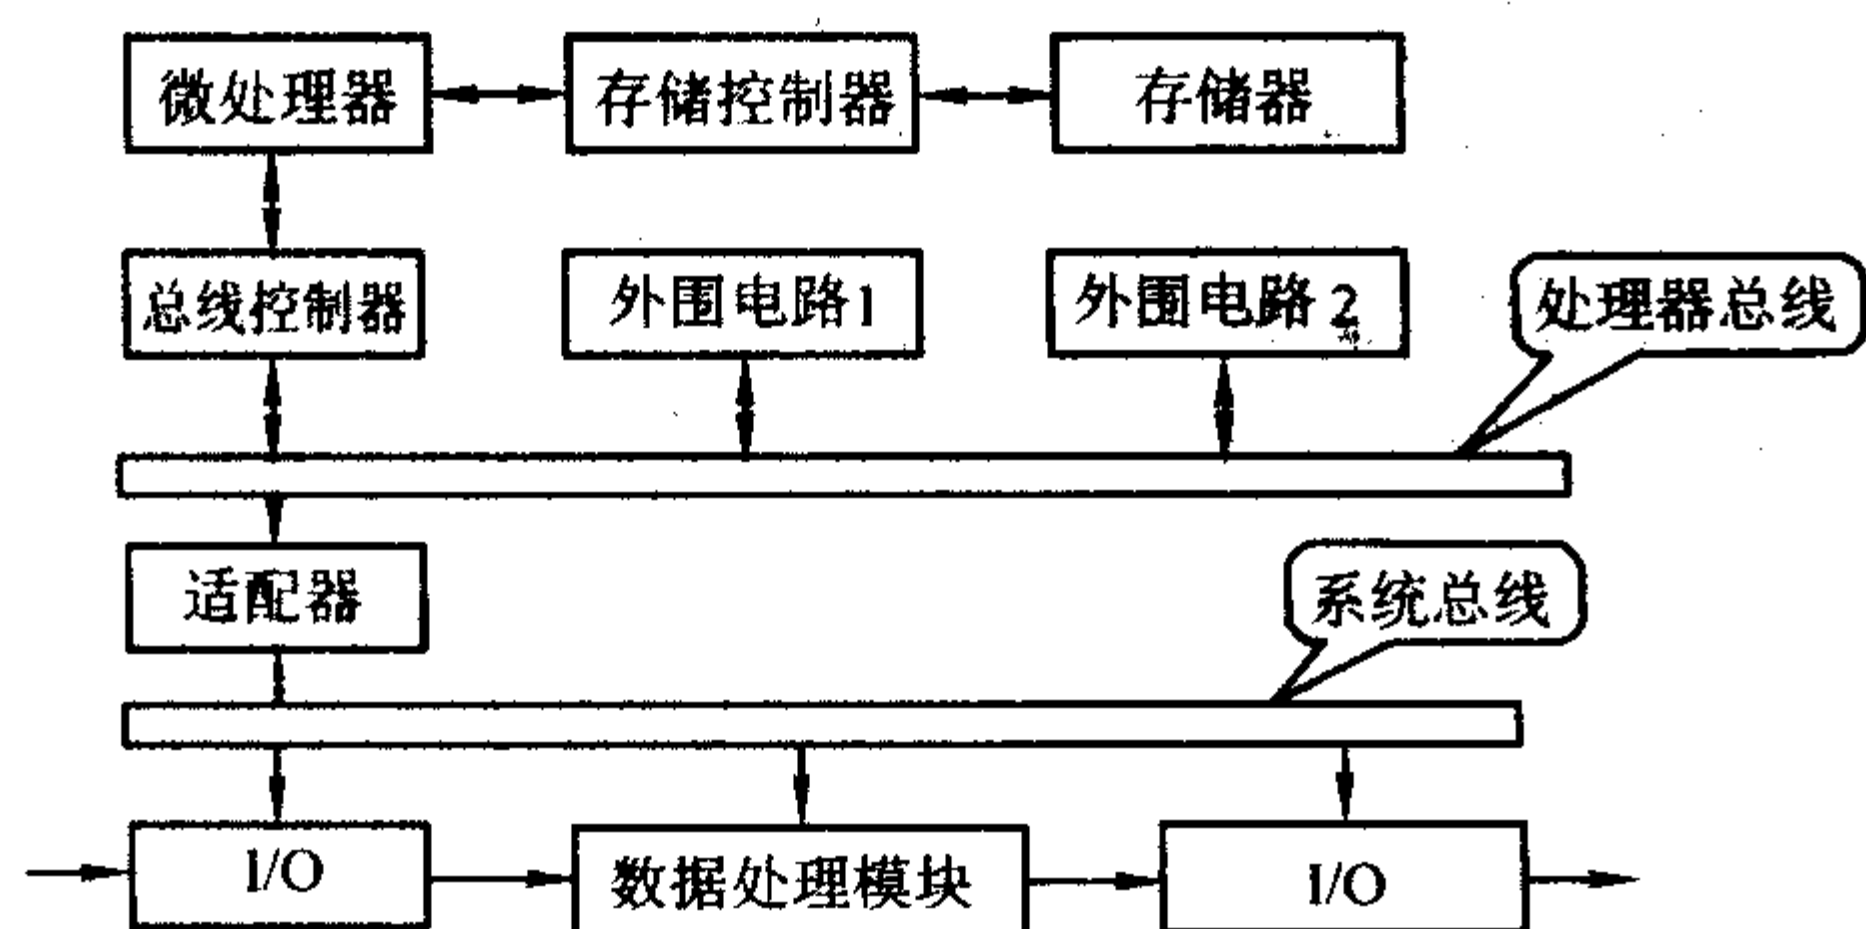 微处理器
存储控制器
存储器
总线控制器
外围电路1
外围电路2
处理器总线
适配器
系统总线
I/O
数据处理模块
I/O